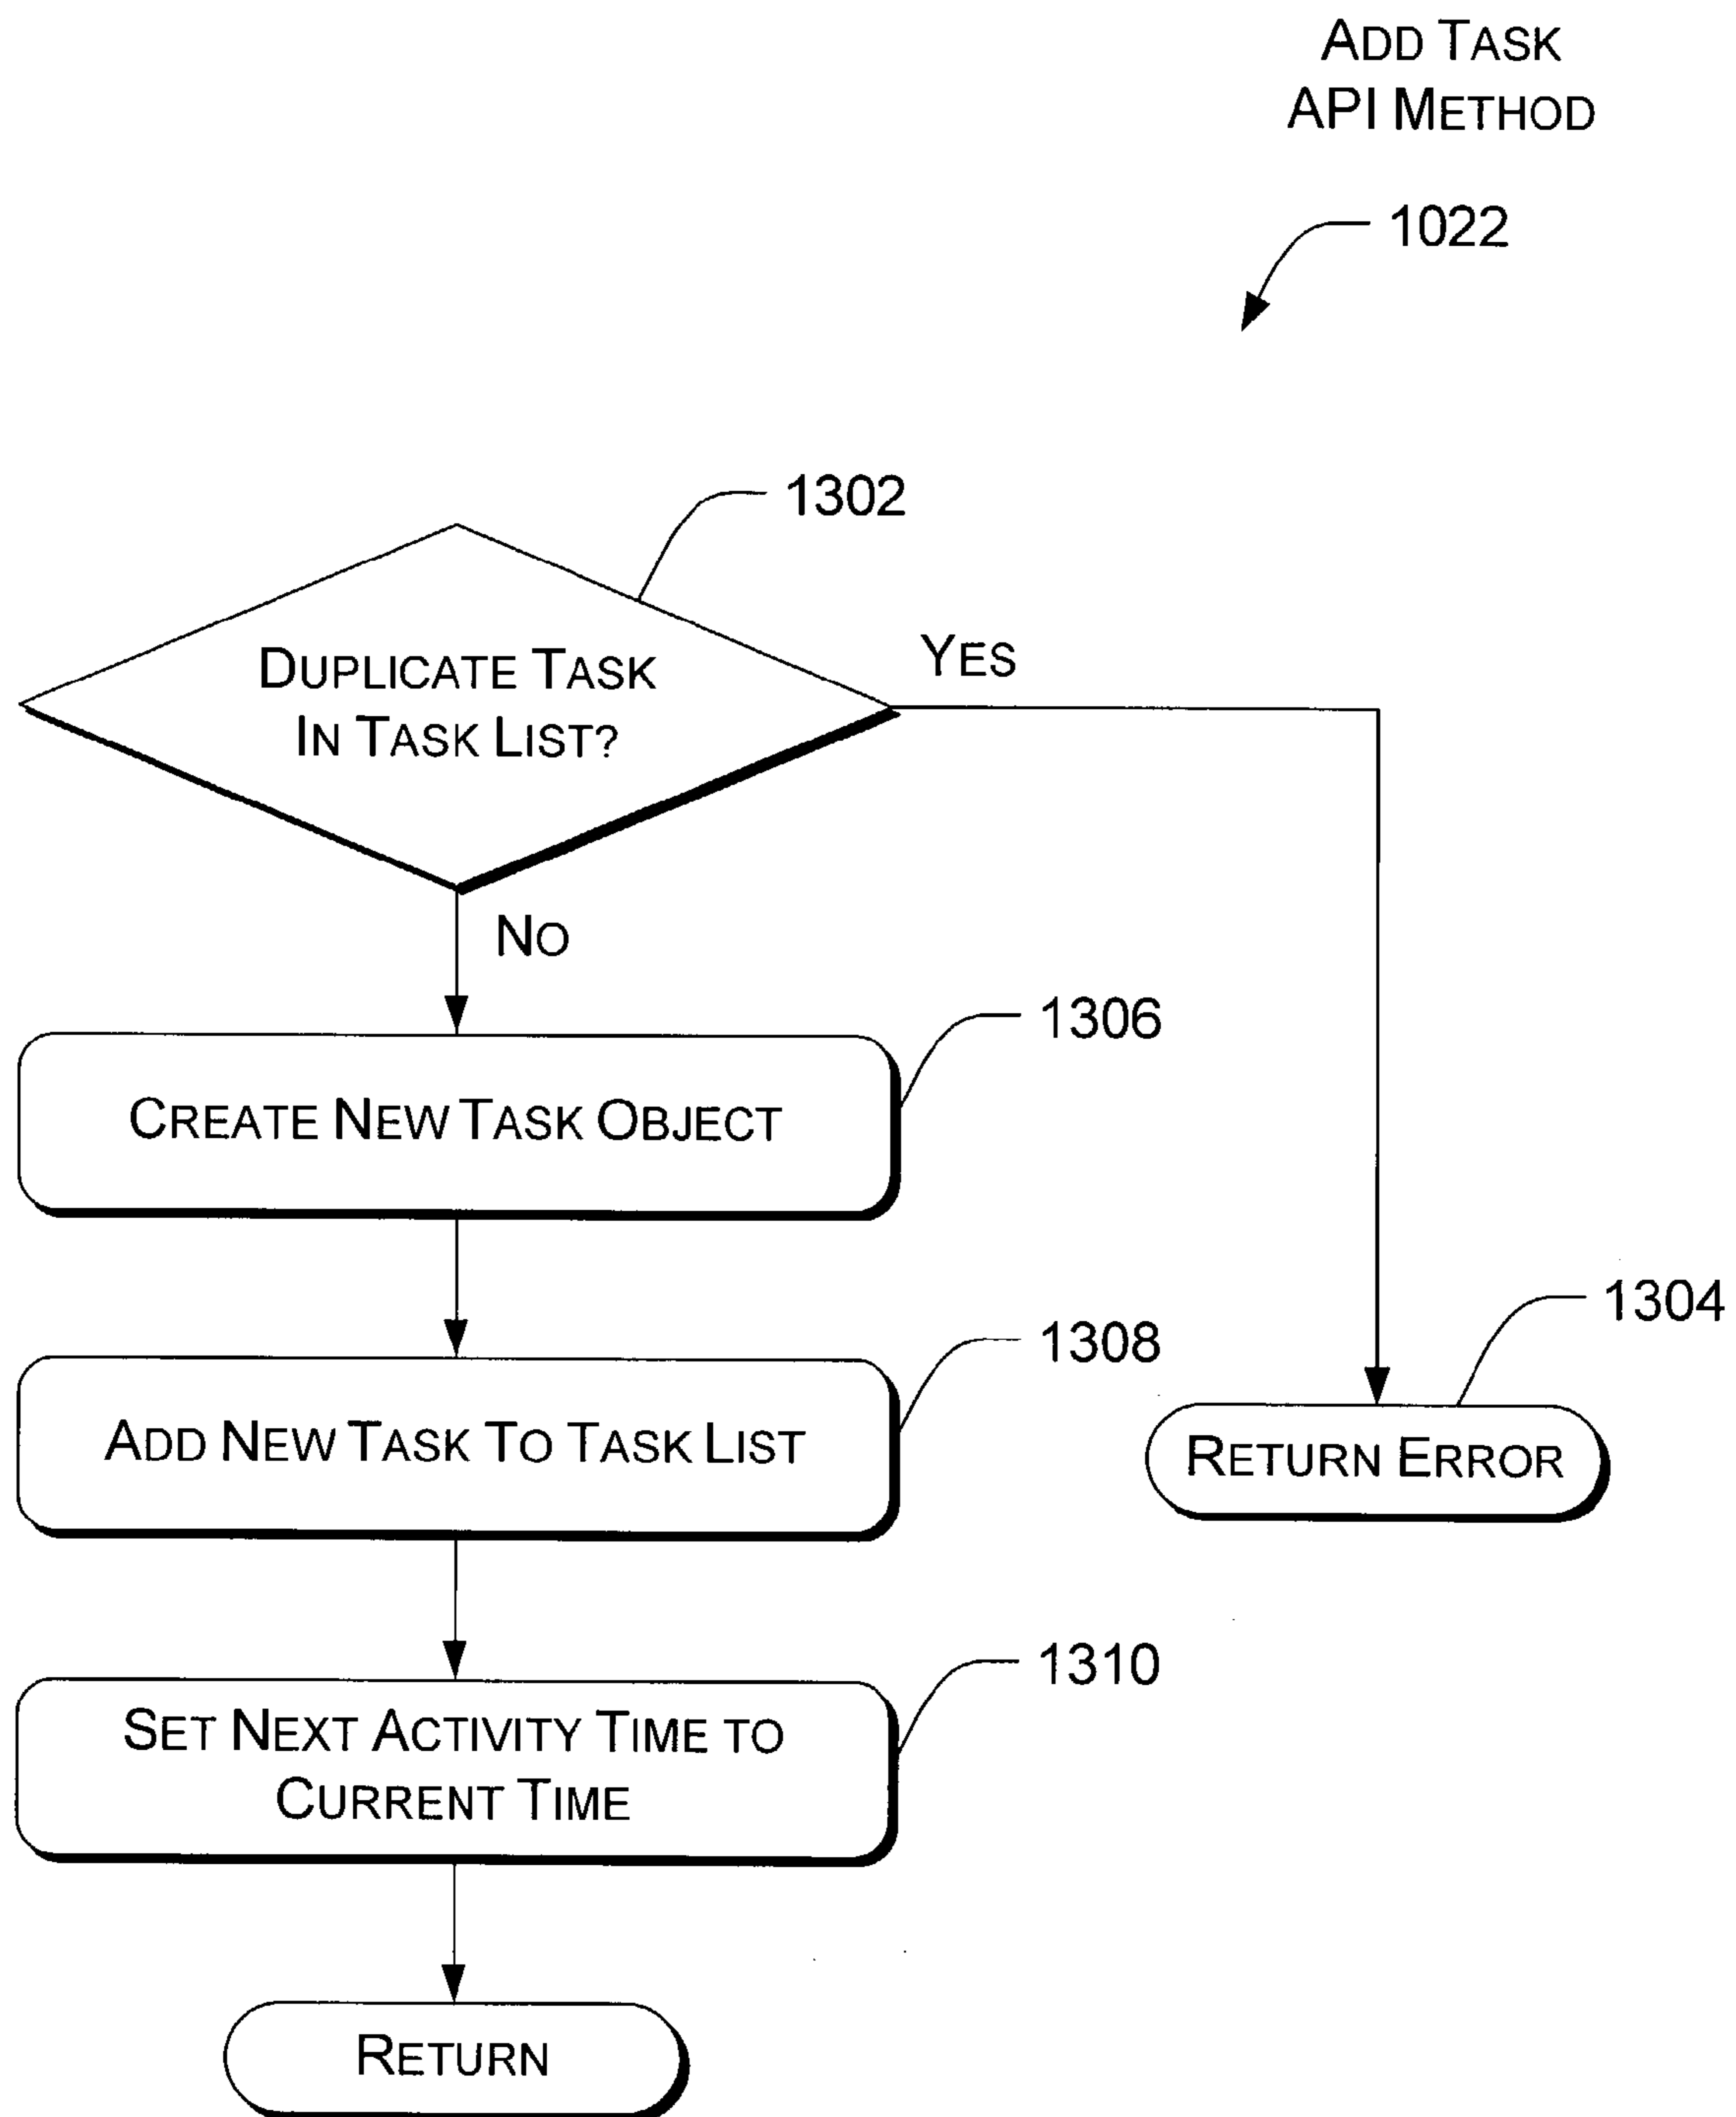 ADD TASK
API METHOD
1022
1302
DUPLICATE TASK
IN TASK LIST?
YES
NO
1306
CREATE NEW TASK OBJECT
1304
1308
ADD NEW TASK TO TASK LIST
RETURN ERROR
1310
SET NEXT ACTIVITY TIME TO
CURRENT TIME
RETURN